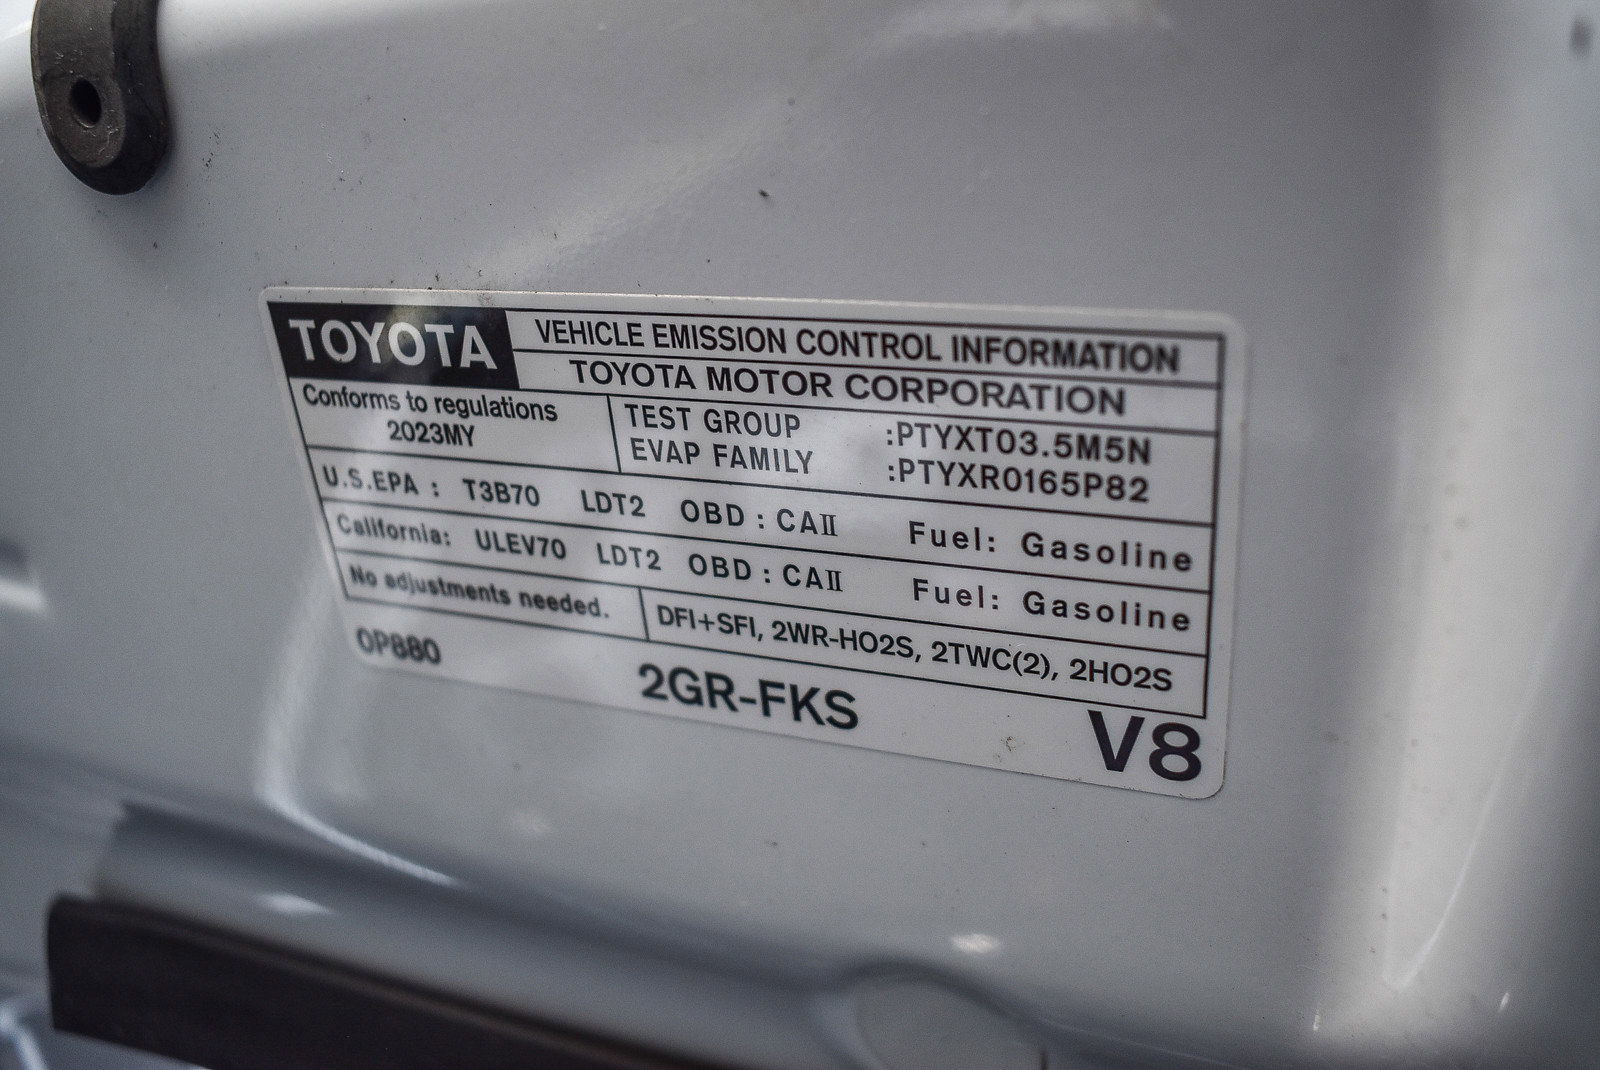 TOYOTA
VEHICLE EMISSION CONTROL INFORMATION
TOYOTA MOTOR CORPORATION
Conforms to regulations
2023MY
TEST GROUP :PTYXT03.5M5N
EVAP FAMILY :PTYXR0165P82
U.S.EPA : T3B70 LDT2 OBD : CAⅡ Fuel: Gasoline
California: ULEV70 LDT2 OBD : CAⅡ Fuel: Gasoline
No adjustments needed. DFI+SFI, 2WR-HO2S, 2TWC(2), 2HO2S
0P880 2GR-FKS V8